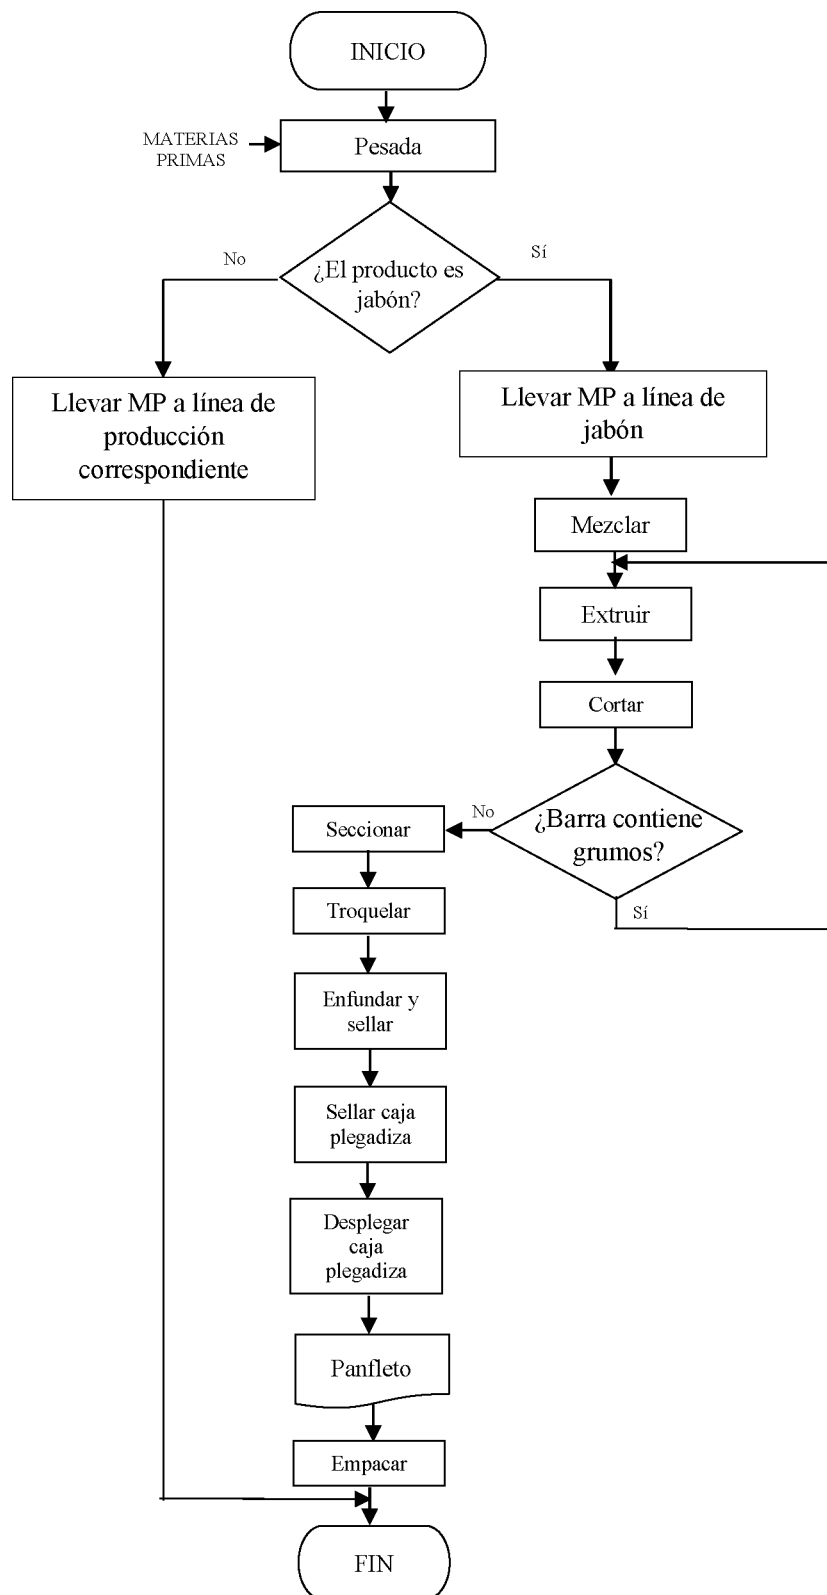 INICIO
MATERIAS
PRIMAS
Pesada
No
Sí
¿El producto es
jabón?
Llevar MP a línea de
producción
correspondiente
Llevar MP a línea de
jabón
Mezclar
Extruir
Cortar
¿Barra contiene
grumos?
No
Sí
Seccionar
Troquelar
Enfundar y
sellar
Sellar caja
plegadiza
Desplegar
caja
plegadiza
Panfleto
Empacar
FIN